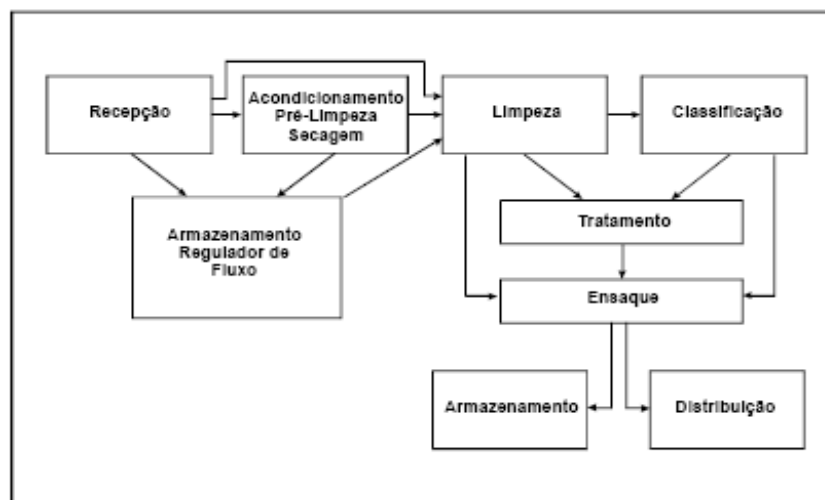 Recepção
Acondicionamento
Pré-Limpeza
Secagem
Limpeza
Classificação
Armazenamento
Regulador de
Fluxo
Tratamento
Ensaque
Armazenamento
Distribuição